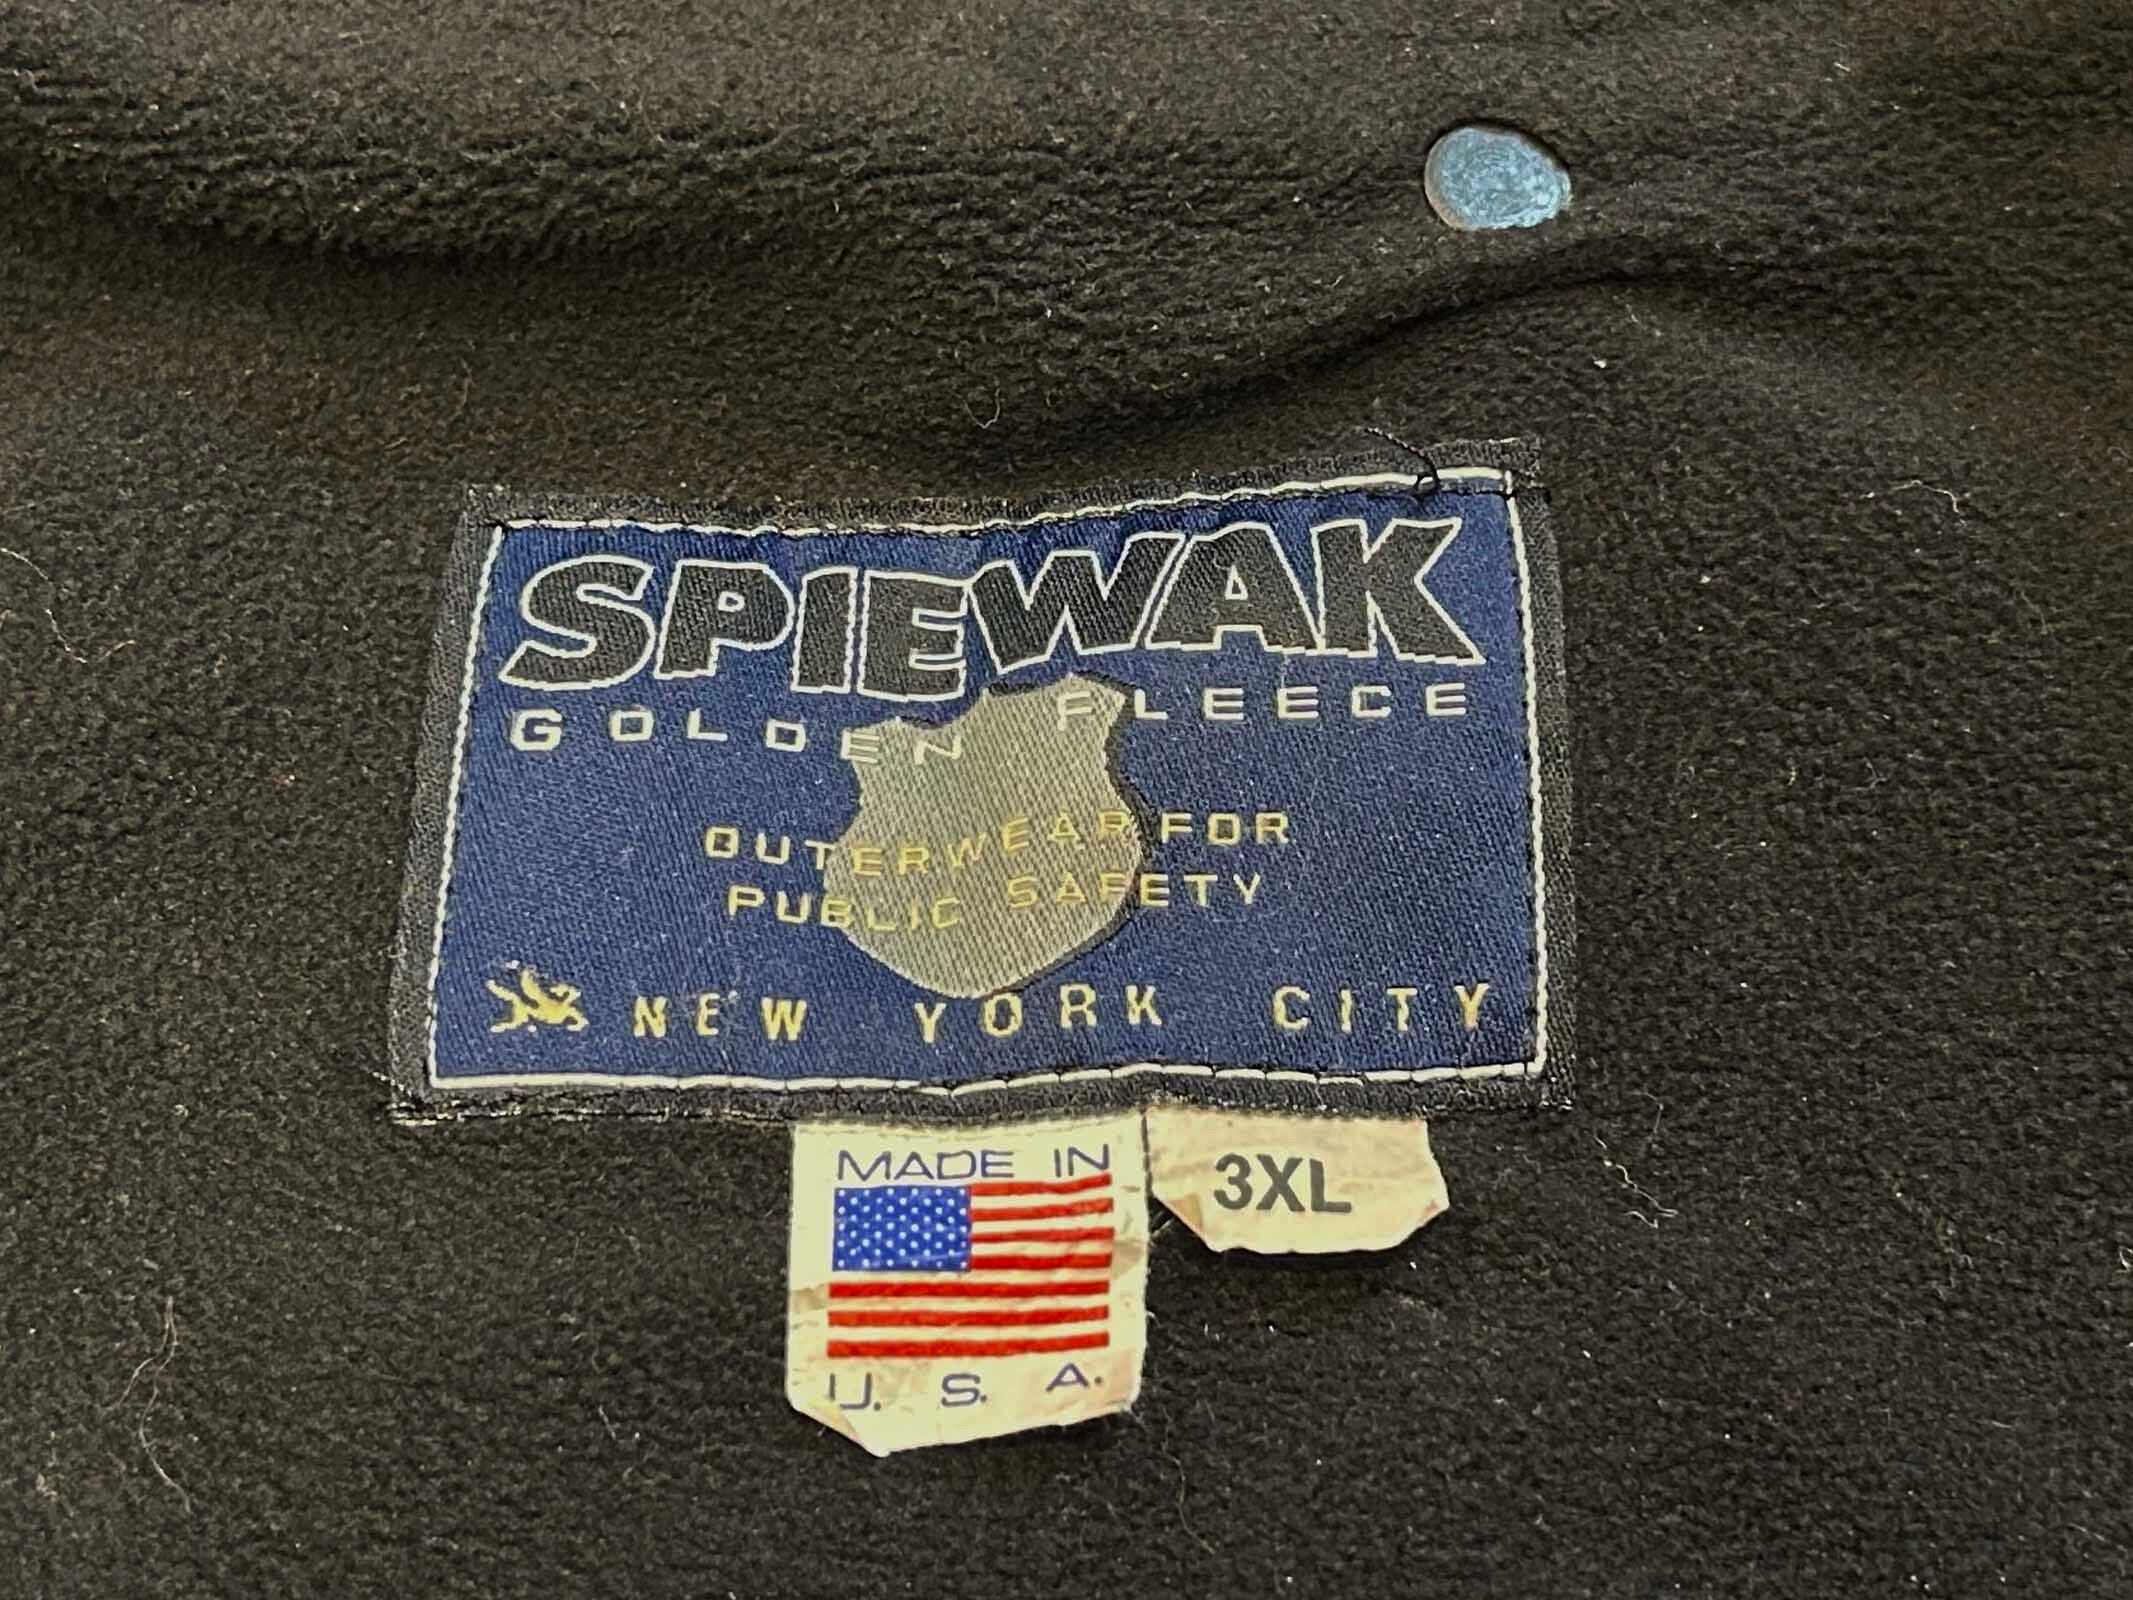 SPIEWAK
GOLDEN FLEECE
OUTERWEAR FOR
PUBLIC SAFETY
NEW YORK CITY
MADE IN
U. S. A.
3XL